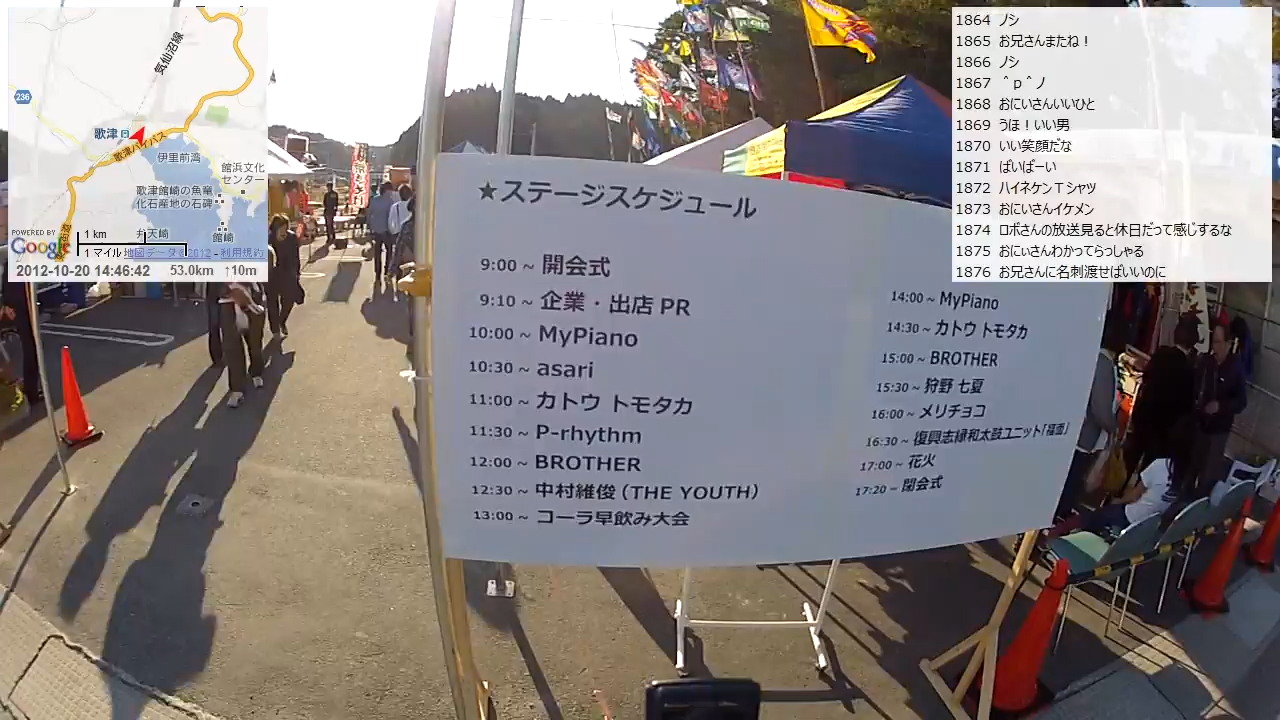 気仙沼線
236
歌津
歌津バイパス
伊里前湾
館浜文化
センター
歌津館崎の魚竜
化石産地の石碑
弁天崎
館崎
POWERED BY
Google
1 km
1 マイル
地図データ ©2012 - 利用規約
2012-10-20 14:46:42 53.0km ↑10m
1864 ノシ
1865 お兄さんまたね！
1866 ノシ
1867 ＾ｐ＾ノ
1868 おにいさんいいひと
1869 うほ！いい男
1870 いい笑顔だな
1871 ばいばーい
1872 ハイネケンＴシャツ
1873 おにいさんイケメン
1874 ロボさんの放送見ると休日だって感じするな
1875 おにいさんわかってらっしゃる
1876 お兄さんに名刺渡せばいいのに
★ステージスケジュール
9:00 ~ 開会式
9:10 ~ 企業・出店 PR
10:00 ~ MyPiano
10:30 ~ asari
11:00 ~ カトウ トモタカ
11:30 ~ P-rhythm
12:00 ~ BROTHER
12:30 ~ 中村維俊（THE YOUTH）
13:00 ~ コーラ早飲み大会
14:00 ~ MyPiano
14:30 ~ カトウ トモタカ
15:00 ~ BROTHER
15:30 ~ 狩野 七夏
16:00 ~ メリチョコ
16:30 ~ 復興志縁和太鼓ユニット「福面」
17:00 ~ 花火
17:20 ~ 閉会式